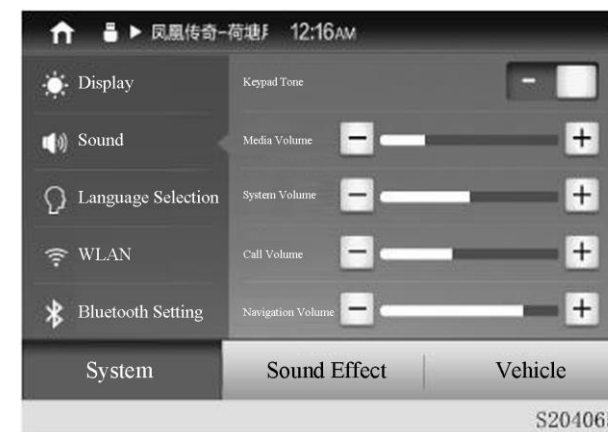 凤凰传奇-荷塘 12:16AM
Display
Keypad Tone
Sound
Media Volume
Language Selection
System Volume
WLAN
Call Volume
Bluetooth Setting
Navigation Volume
System Sound Effect Vehicle